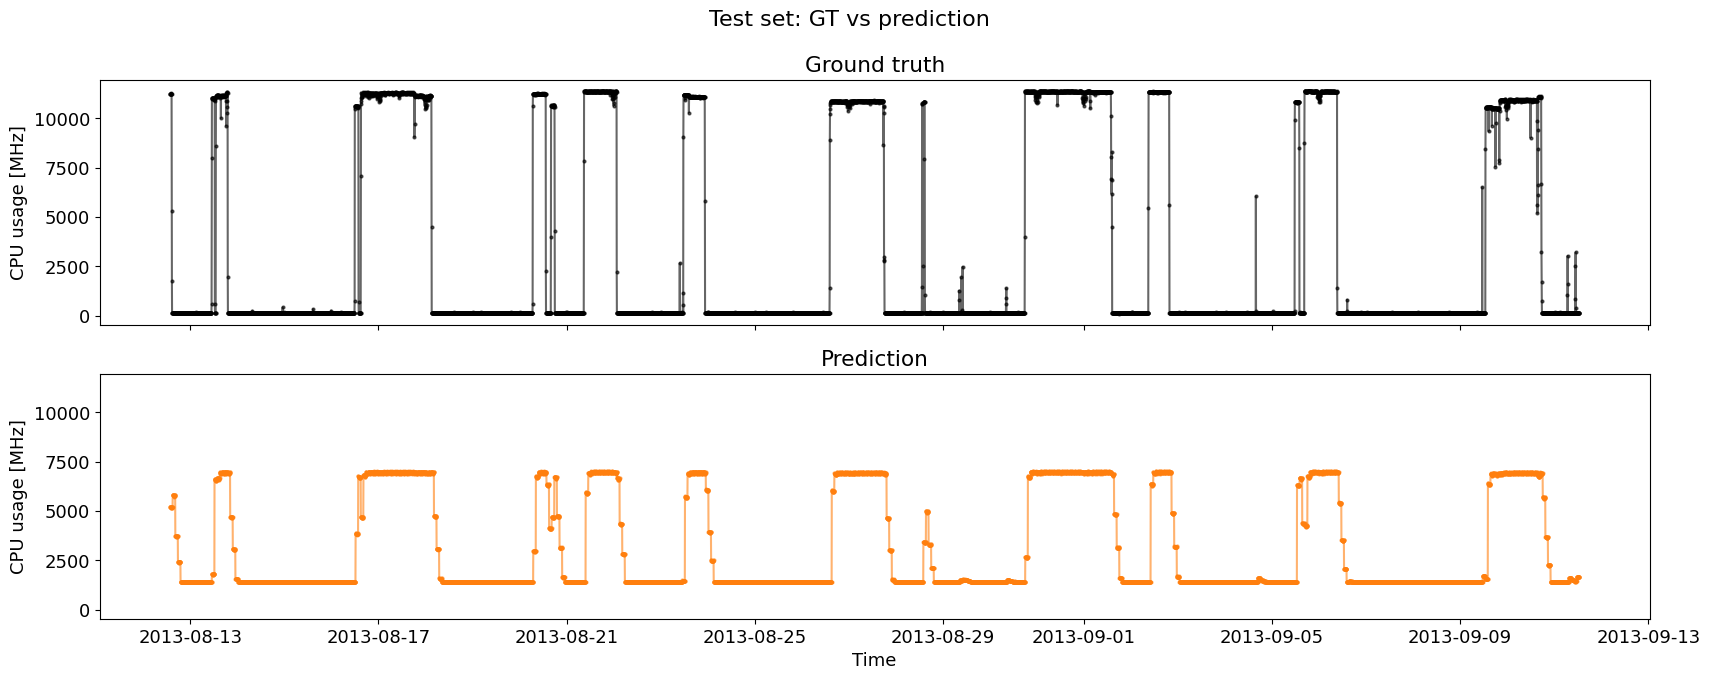 Test set: GT vs prediction
Ground truth
CPU usage [MHz]
10000
7500
5000
2500
0
Prediction
CPU usage [MHz]
10000
7500
5000
2500
0
2013-08-13 2013-08-17 2013-08-21 2013-08-25 2013-08-29 2013-09-01 2013-09-05 2013-09-09 2013-09-13
Time